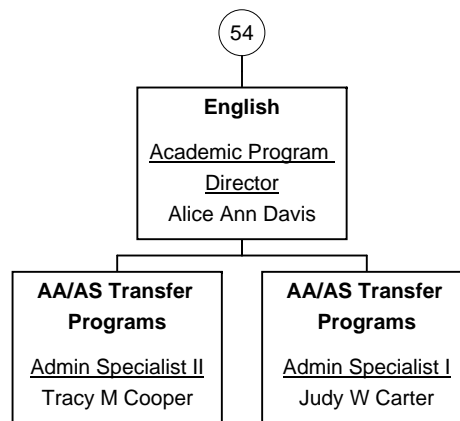 54
English
Academic Program
Director
Alice Ann Davis
AA/AS Transfer
Programs
Admin Specialist II
Tracy M Cooper
AA/AS Transfer
Programs
Admin Specialist I
Judy W Carter